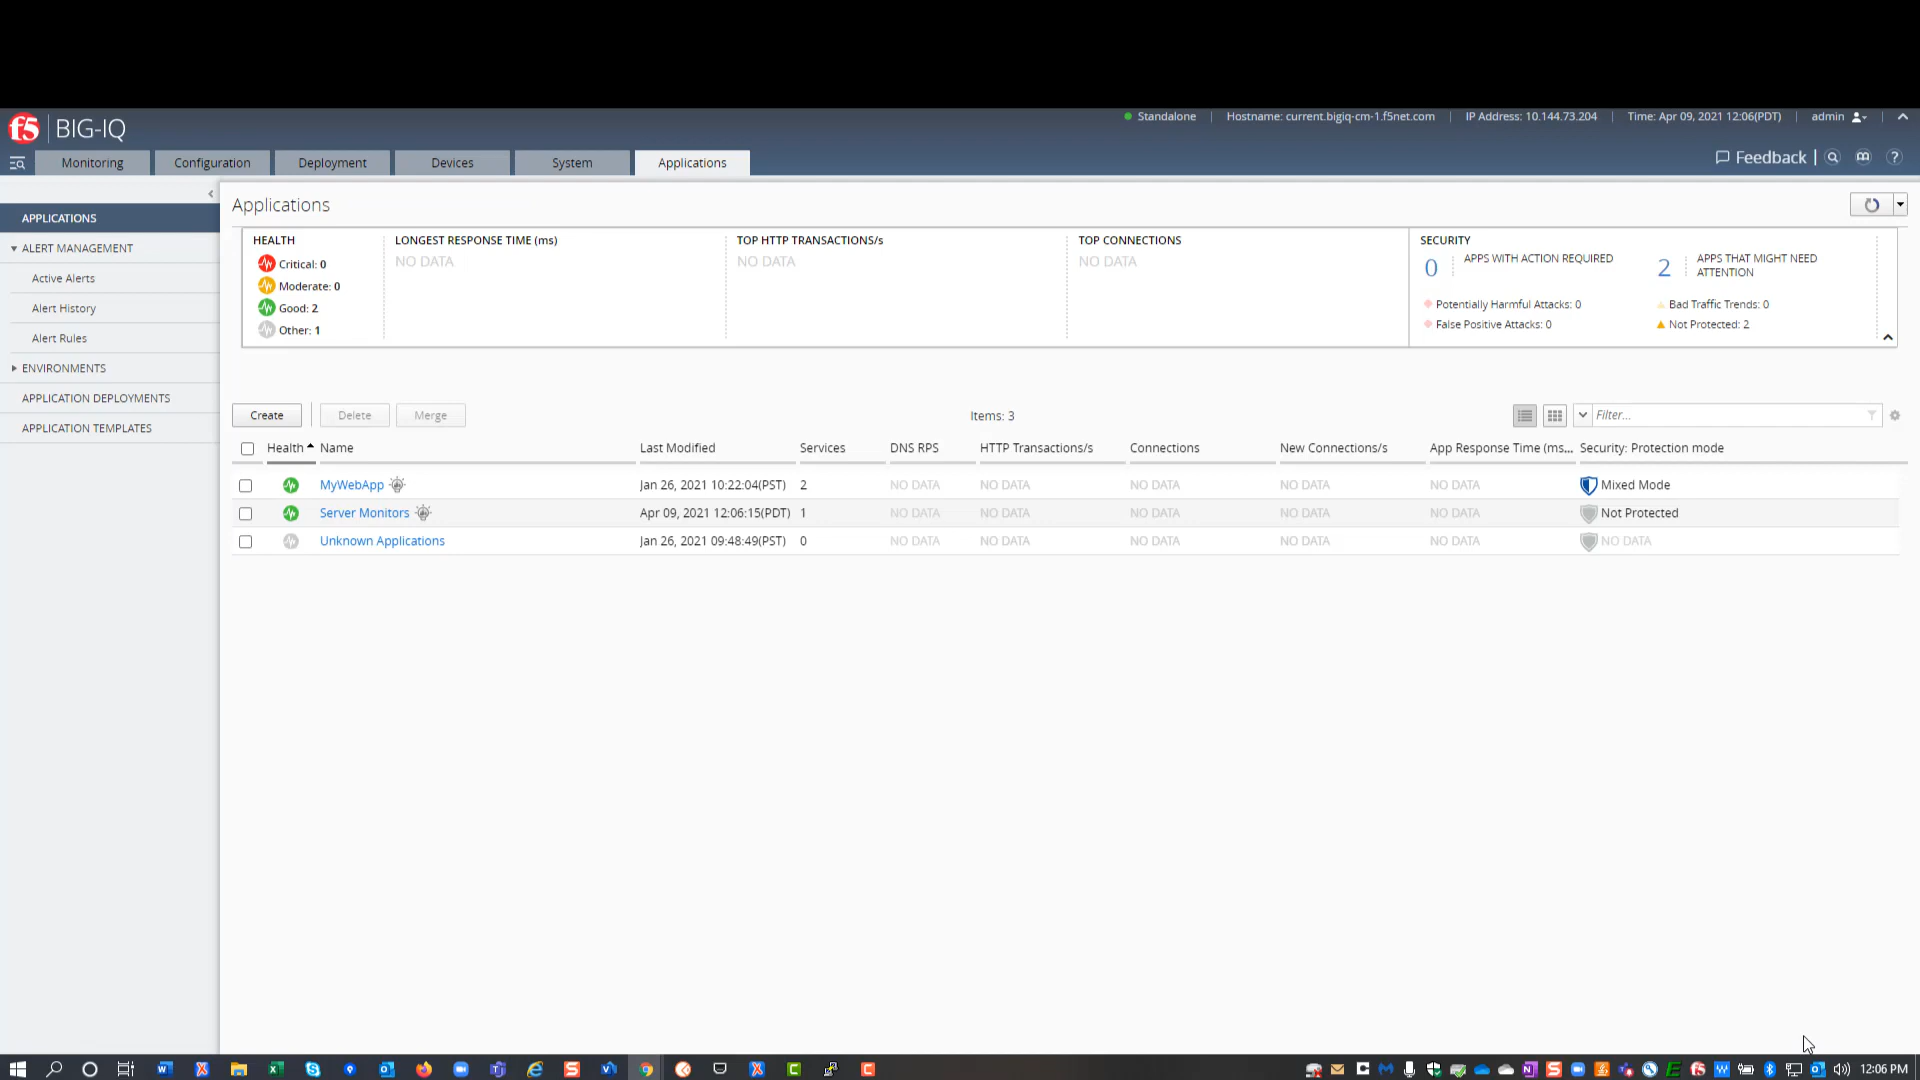 f5 BIG-IQ
Standalone Hostname: current.bigiq-cm-1.f5net.com IP Address: 10.144.73.204 Time: Apr 09, 2021 12:06(PDT) admin
Monitoring Configuration Deployment Devices System Applications
Feedback ?
APPLICATIONS
ALERT MANAGEMENT
Active Alerts
Alert History
Alert Rules
ENVIRONMENTS
APPLICATION DEPLOYMENTS
APPLICATION TEMPLATES
Applications
HEALTH
Critical: 0
Moderate: 0
Good: 2
Other: 1
LONGEST RESPONSE TIME (ms)
NO DATA
TOP HTTP TRANSACTIONS/s
NO DATA
TOP CONNECTIONS
NO DATA
SECURITY
0 APPS WITH ACTION REQUIRED
Potentially Harmful Attacks: 0
False Positive Attacks: 0
2 APPS THAT MIGHT NEED
ATTENTION
Bad Traffic Trends: 0
Not Protected: 2
Create Delete Merge Items: 3 Filter...
Health Name Last Modified Services DNS RPS HTTP Transactions/s Connections New Connections/s App Response Time (ms... Security: Protection mode
MyWebApp Jan 26, 2021 10:22:04(PST) 2 NO DATA NO DATA NO DATA NO DATA NO DATA Mixed Mode
Server Monitors Apr 09, 2021 12:06:15(PDT) 1 NO DATA NO DATA NO DATA NO DATA NO DATA Not Protected
Unknown Applications Jan 26, 2021 09:48:49(PST) 0 NO DATA NO DATA NO DATA NO DATA NO DATA NO DATA
12:06 PM